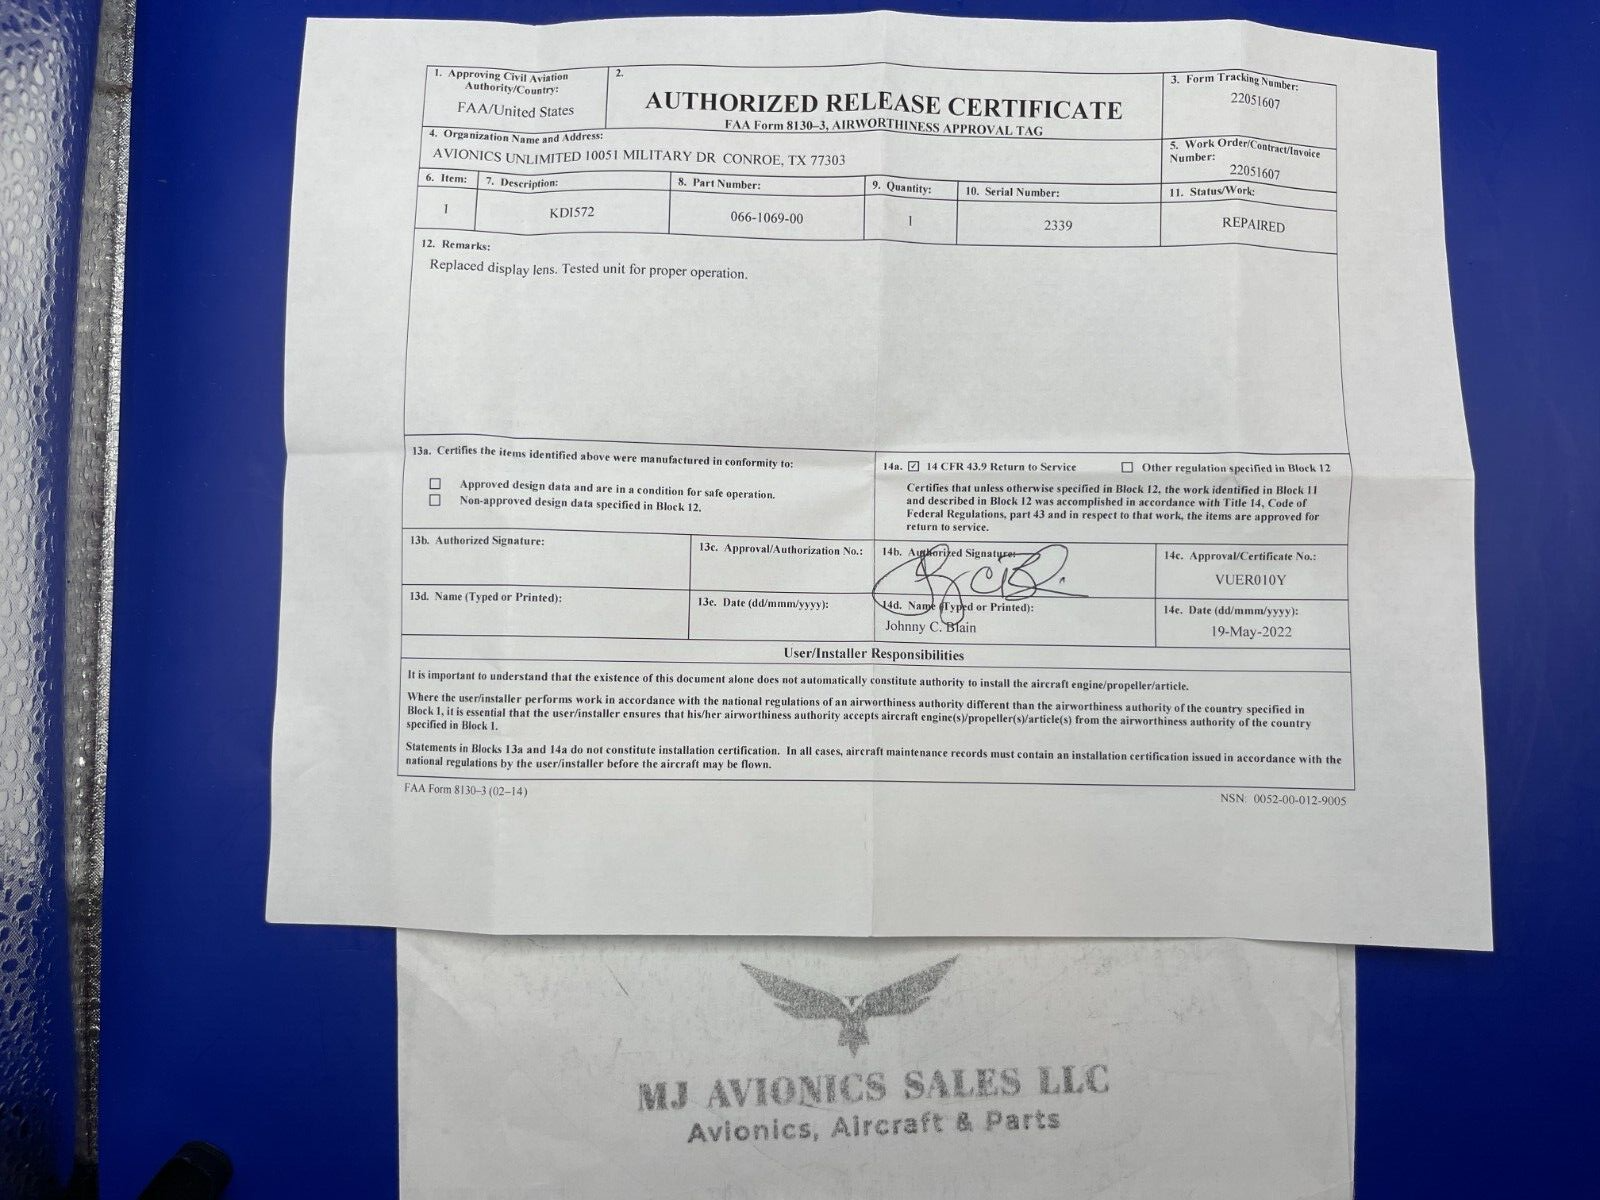 1. Approving Civil Aviation
Authority/Country:
FAA/United States
2.
AUTHORIZED RELEASE CERTIFICATE
FAA Form 8130–3, AIRWORTHINESS APPROVAL TAG
3. Form Tracking Number:
22051607
4. Organization Name and Address:
AVIONICS UNLIMITED 10051 MILITARY DR CONROE, TX 77303
5. Work Order/Contract/Invoice
Number:
22051607
6. Item:
7. Description:
8. Part Number:
9. Quantity:
10. Serial Number:
11. Status/Work:
1
KDI572
066-1069-00
1
2339
REPAIRED
12. Remarks:
Replaced display lens. Tested unit for proper operation.
13a. Certifies the items identified above were manufactured in conformity to:
Approved design data and are in a condition for safe operation.
Non-approved design data specified in Block 12.
14a. 14 CFR 43.9 Return to Service
Other regulation specified in Block 12
Certifies that unless otherwise specified in Block 12, the work identified in Block 11
and described in Block 12 was accomplished in accordance with Title 14, Code of
Federal Regulations, part 43 and in respect to that work, the items are approved for
return to service.
13b. Authorized Signature:
13c. Approval/Authorization No.:
14b. Authorized Signature:
14c. Approval/Certificate No.:
VUER010Y
13d. Name (Typed or Printed):
13e. Date (dd/mmm/yyyy):
14d. Name (Typed or Printed):
Johnny C. Blain
14e. Date (dd/mmm/yyyy):
19-May-2022
User/Installer Responsibilities
It is important to understand that the existence of this document alone does not automatically constitute authority to install the aircraft engine/propeller/article.
Where the user/installer performs work in accordance with the national regulations of an airworthiness authority different than the airworthiness authority of the country specified in
Block 1, it is essential that the user/installer ensures that his/her airworthiness authority accepts aircraft engine(s)/propeller(s)/article(s) from the airworthiness authority of the country
specified in Block 1.
Statements in Blocks 13a and 14a do not constitute installation certification. In all cases, aircraft maintenance records must contain an installation certification issued in accordance with the
national regulations by the user/installer before the aircraft may be flown.
FAA Form 8130–3 (02–14)
NSN: 0052-00-012-9005
MJ AVIONICS SALES LLC
Avionics, Aircraft & Parts